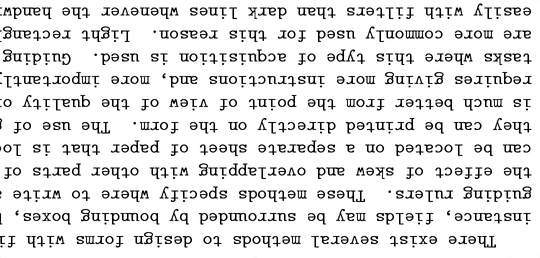 There exist several methods to design forms with fi
instance, fields may be surrounded by bounding boxes,
guiding rulers. These methods specify where to write
the effect of skew and overlapping with other parts of
can be located on a separate sheet of paper that is loc
they can be printed directly on the form. The use of
is much better from the point of view of the quality o
requires giving more instructions and, more importantly
tasks where this type of acquisition is used. Guiding
are more commonly used for this reason. Light rectangl
easily with filters than dark lines whenever the handw